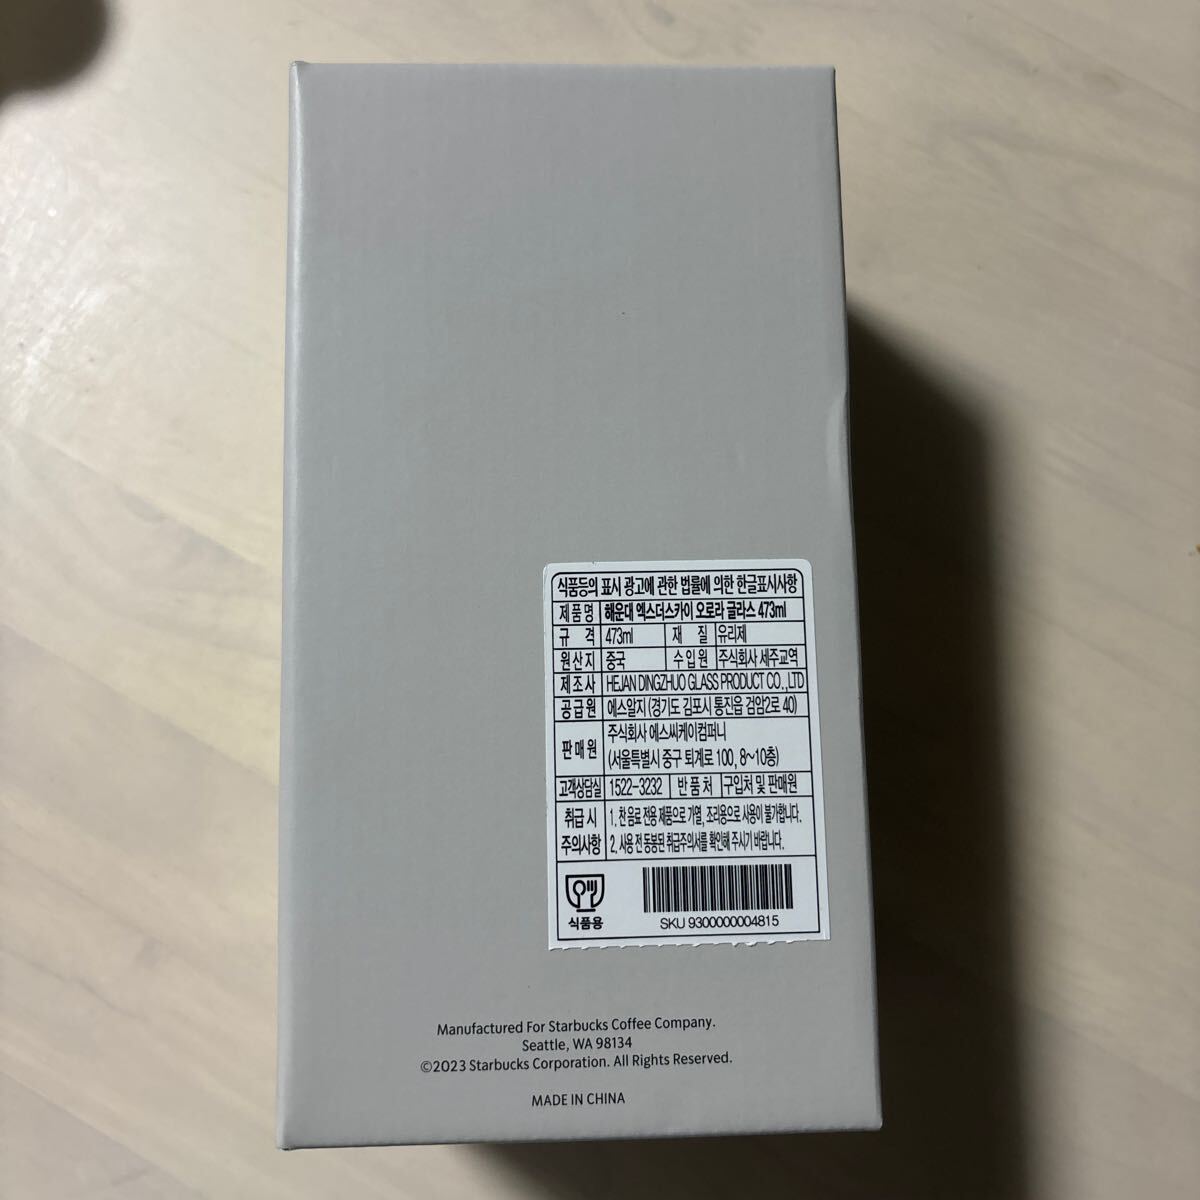 식품등의 표시 광고에 관한 법률에 의한 한글표시사항
제품명 해운대 엑스더스카이 오로라 글라스 473ml
규격 473ml 재질 유리제
원산지 중국 수입원 주식회사 세주교역
제조사 HEJAN DINGZHUO GLASS PRODUCT CO.,LTD
공급원 에스알지 (경기도 김포시 통진읍 검암2로 40)
판매원 주식회사 에스씨케이컴퍼니
(서울특별시 중구 퇴계로 100, 8~10층)
고객상담실 1522-3232 반품처 구입처 및 판매원
취급시 1. 찬 음료 전용 제품으로 가열, 조리용으로 사용이 불가합니다.
주의사항 2. 사용 전 동봉된 취급주의서를 확인해 주시기 바랍니다.
식품용
SKU 9300000004815
Manufactured For Starbucks Coffee Company.
Seattle, WA 98134
©2023 Starbucks Corporation. All Rights Reserved.
MADE IN CHINA